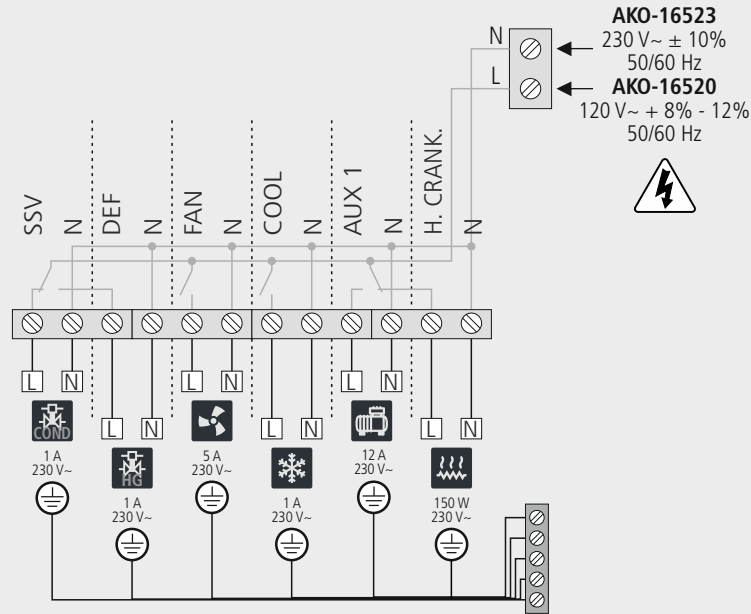 AKO-16523
230 V~ ± 10%
50/60 Hz
AKO-16520
120 V~ + 8% - 12%
50/60 Hz
N
L
SSV
N
DEF
N
FAN
N
COOL
N
AUX 1
N
H. CRANK.
N
L
N
L
N
L
N
L
N
L
N
L
N
COND
1 A
230 V~
HG
1 A
230 V~
5 A
230 V~
1 A
230 V~
12 A
230 V~
150 W
230 V~